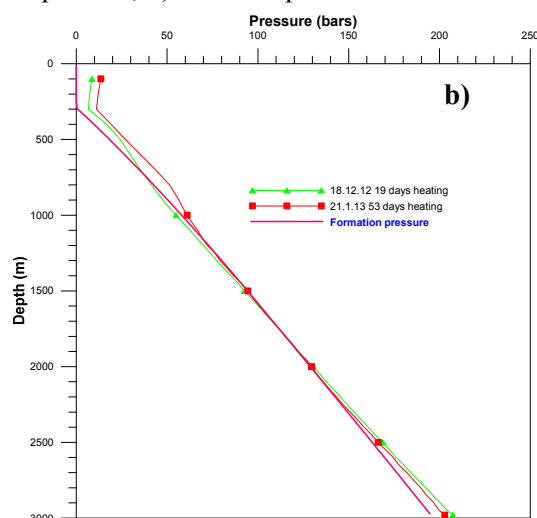 Pressure (bars)
0 50 100 150 200 250
0
b)
500
18.12.12 19 days heating
21.1.13 53 days heating
Formation pressure
1000
Depth (m)
1500
2000
2500
3000